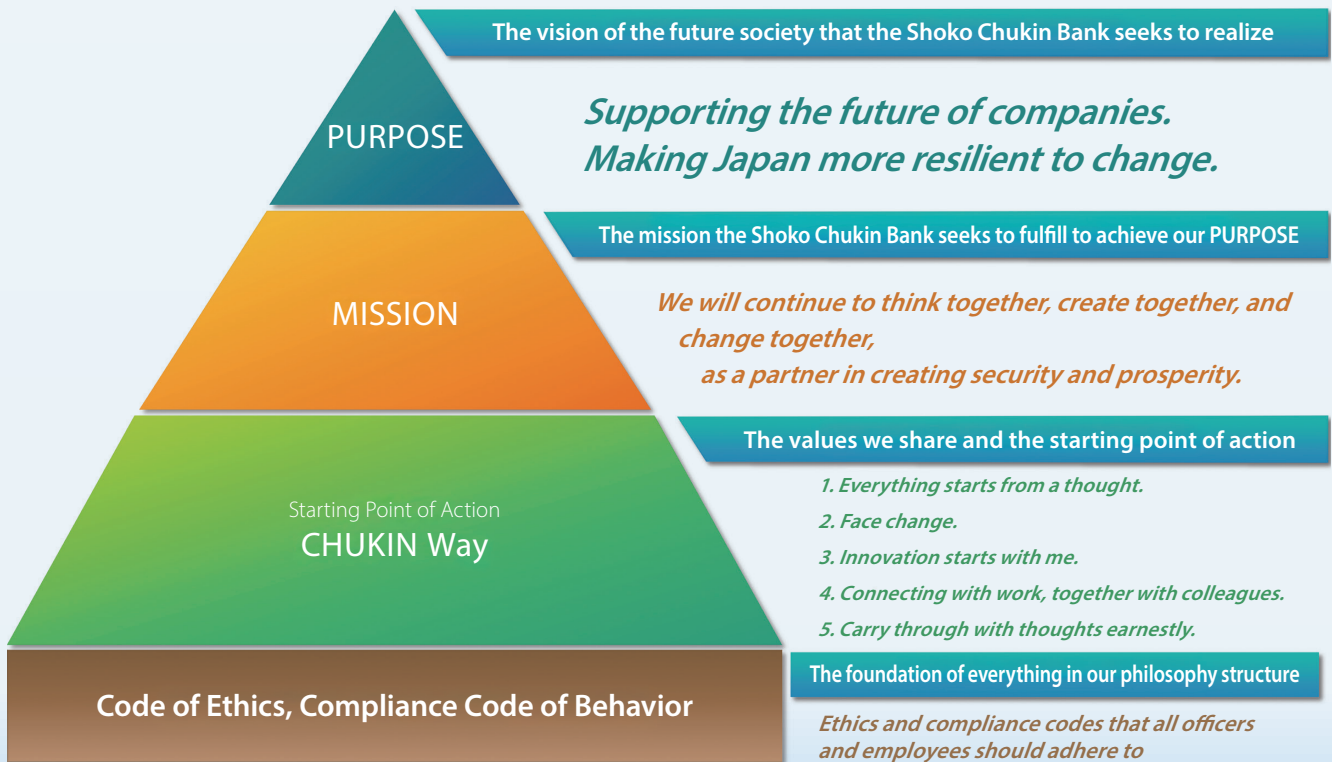 The vision of the future society that the Shoko Chukin Bank seeks to realize
PURPOSE
Supporting the future of companies.
Making Japan more resilient to change.
The mission the Shoko Chukin Bank seeks to fulfill to achieve our PURPOSE
MISSION
We will continue to think together, create together, and
change together,
as a partner in creating security and prosperity.
The values we share and the starting point of action
Starting Point of Action
CHUKIN Way
1. Everything starts from a thought.
2. Face change.
3. Innovation starts with me.
4. Connecting with work, together with colleagues.
5. Carry through with thoughts earnestly.
The foundation of everything in our philosophy structure
Code of Ethics, Compliance Code of Behavior
Ethics and compliance codes that all officers
and employees should adhere to